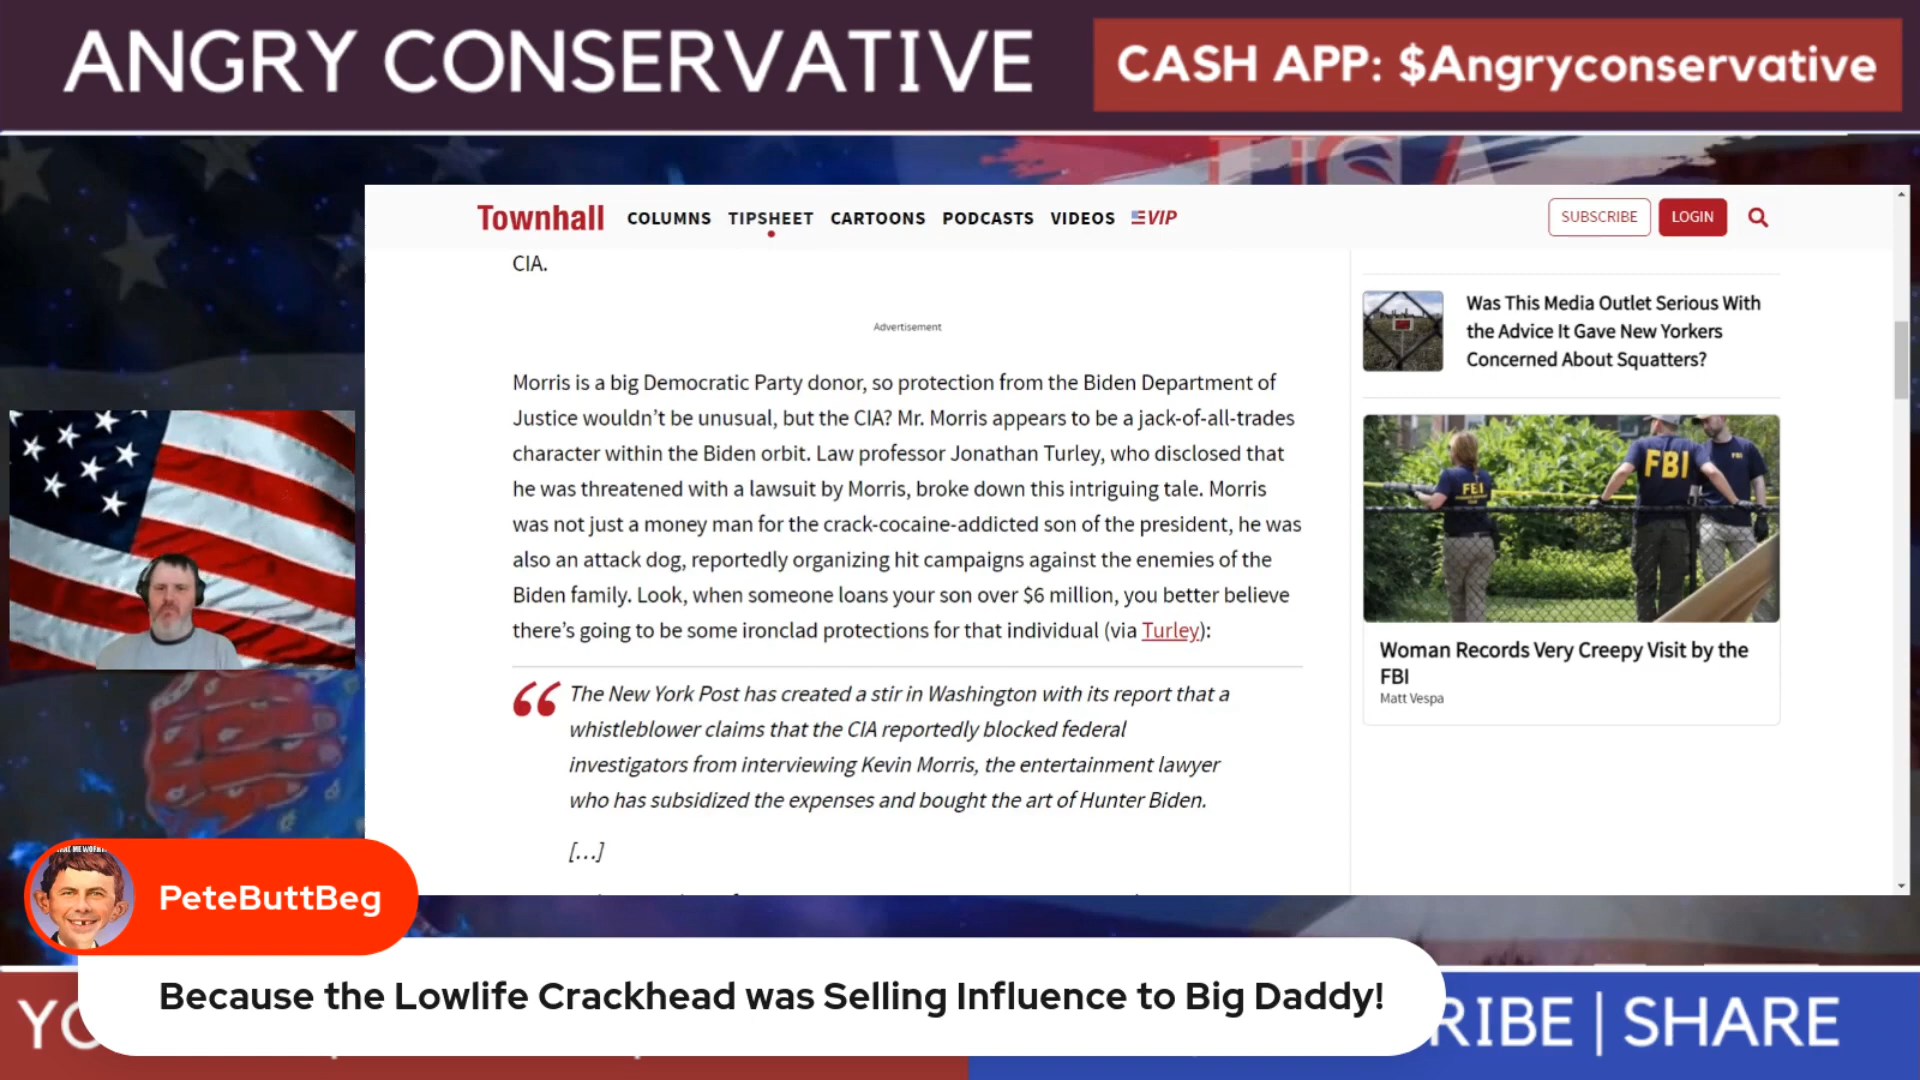 ANGRY CONSERVATIVE
CASH APP: $Angryconservative
USA
Townhall COLUMNS TIPSHEET CARTOONS PODCASTS VIDEOS VIP
SUBSCRIBE LOGIN
CIA.
Advertisement
Morris is a big Democratic Party donor, so protection from the Biden Department of
Justice wouldn’t be unusual, but the CIA? Mr. Morris appears to be a jack-of-all-trades
character within the Biden orbit. Law professor Jonathan Turley, who disclosed that
he was threatened with a lawsuit by Morris, broke down this intriguing tale. Morris
was not just a money man for the crack-cocaine-addicted son of the president, he was
also an attack dog, reportedly organizing hit campaigns against the enemies of the
Biden family. Look, when someone loans your son over $6 million, you better believe
there’s going to be some ironclad protections for that individual (via Turley):
“ The New York Post has created a stir in Washington with its report that a
whistleblower claims that the CIA reportedly blocked federal
investigators from interviewing Kevin Morris, the entertainment lawyer
who has subsidized the expenses and bought the art of Hunter Biden.
[…]
Was This Media Outlet Serious With
the Advice It Gave New Yorkers
Concerned About Squatters?
FBI
FBI
FBI
Woman Records Very Creepy Visit by the
FBI
Matt Vespa
PeteButtBeg
Because the Lowlife Crackhead was Selling Influence to Big Daddy!
YO
RIBE | SHARE